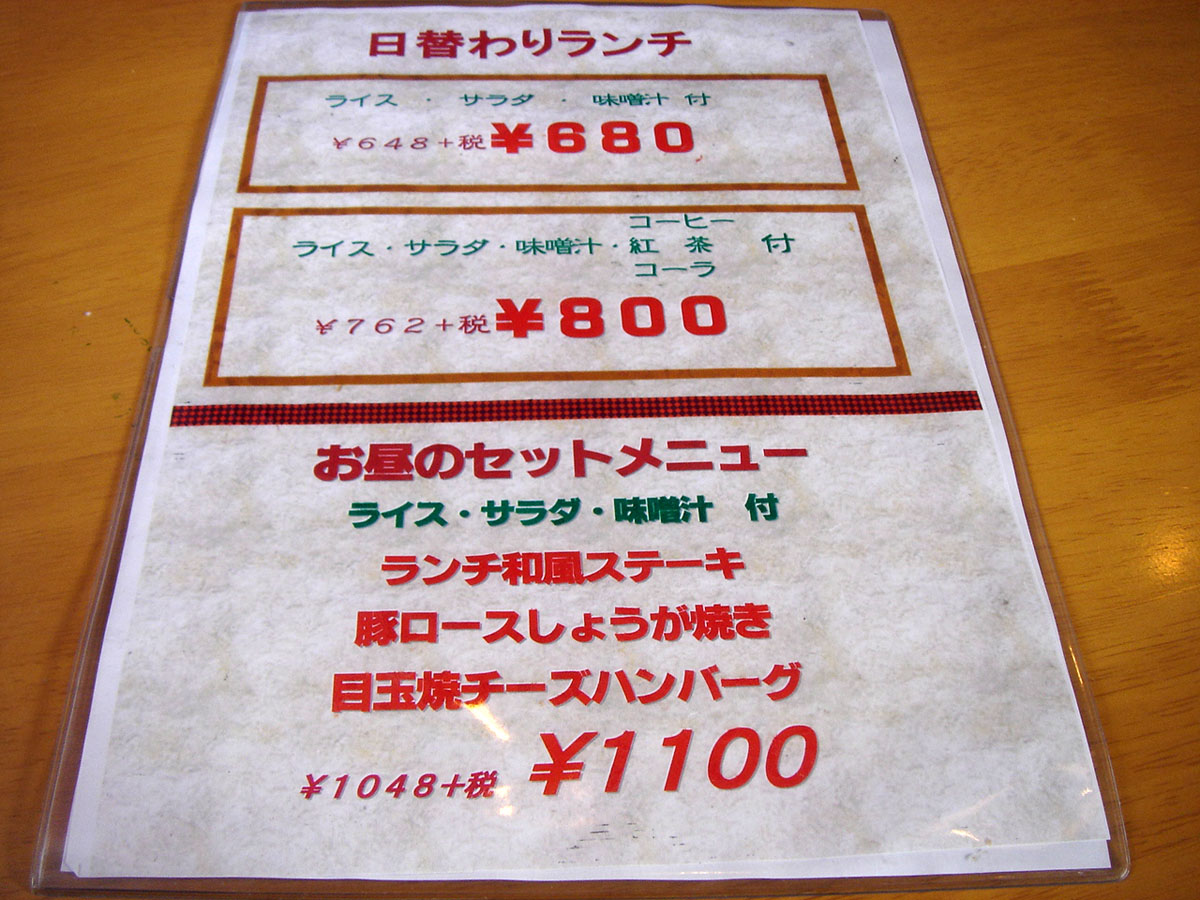 日替わりランチ
ライス ・ サラダ ・ 味噌汁 付
￥648+税 ￥680
コーヒー
ライス・サラダ・味噌汁・紅 茶 付
コーラ
￥762+税 ￥800
お昼のセットメニュー
ライス・サラダ・味噌汁 付
ランチ和風ステーキ
豚ロースしょうが焼き
目玉焼チーズハンバーグ
￥1048+税 ￥1100